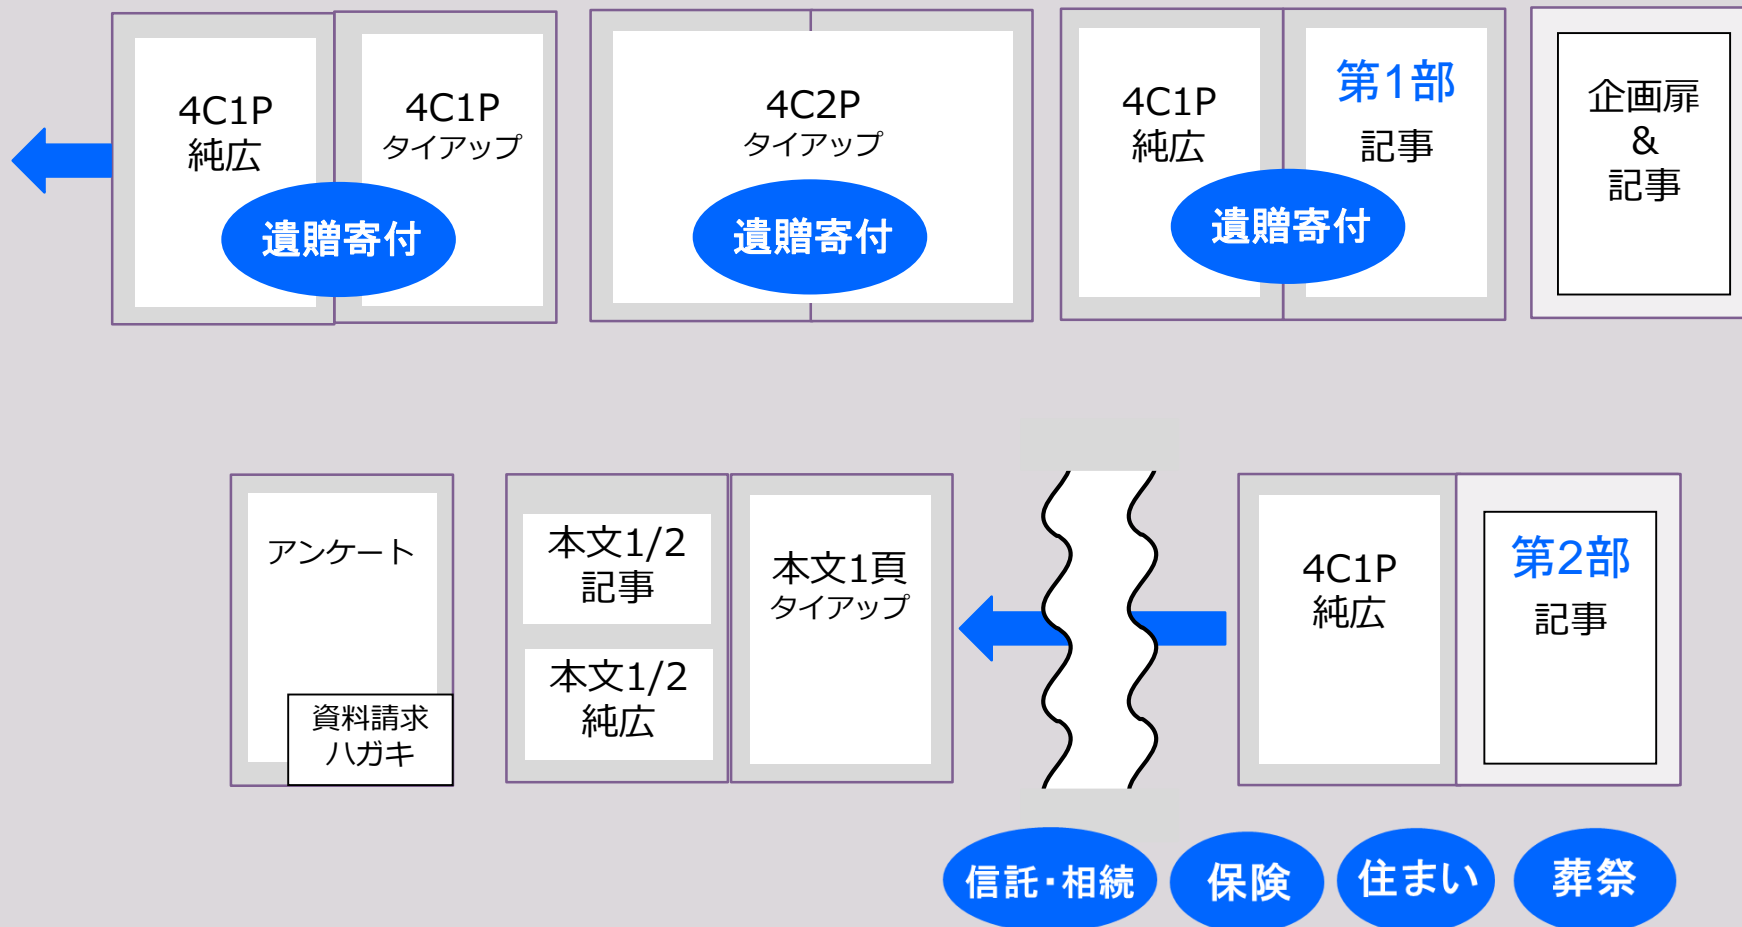 企画扉
&
記事
第1部
記事
4C1P
純広
遺贈寄付
4C2P
タイアップ
遺贈寄付
4C1P
タイアップ
4C1P
純広
遺贈寄付
第2部
記事
4C1P
純広
本文1頁
タイアップ
本文1/2
記事
本文1/2
純広
アンケート
資料請求
ハガキ
葬祭
住まい
保険
信託・相続